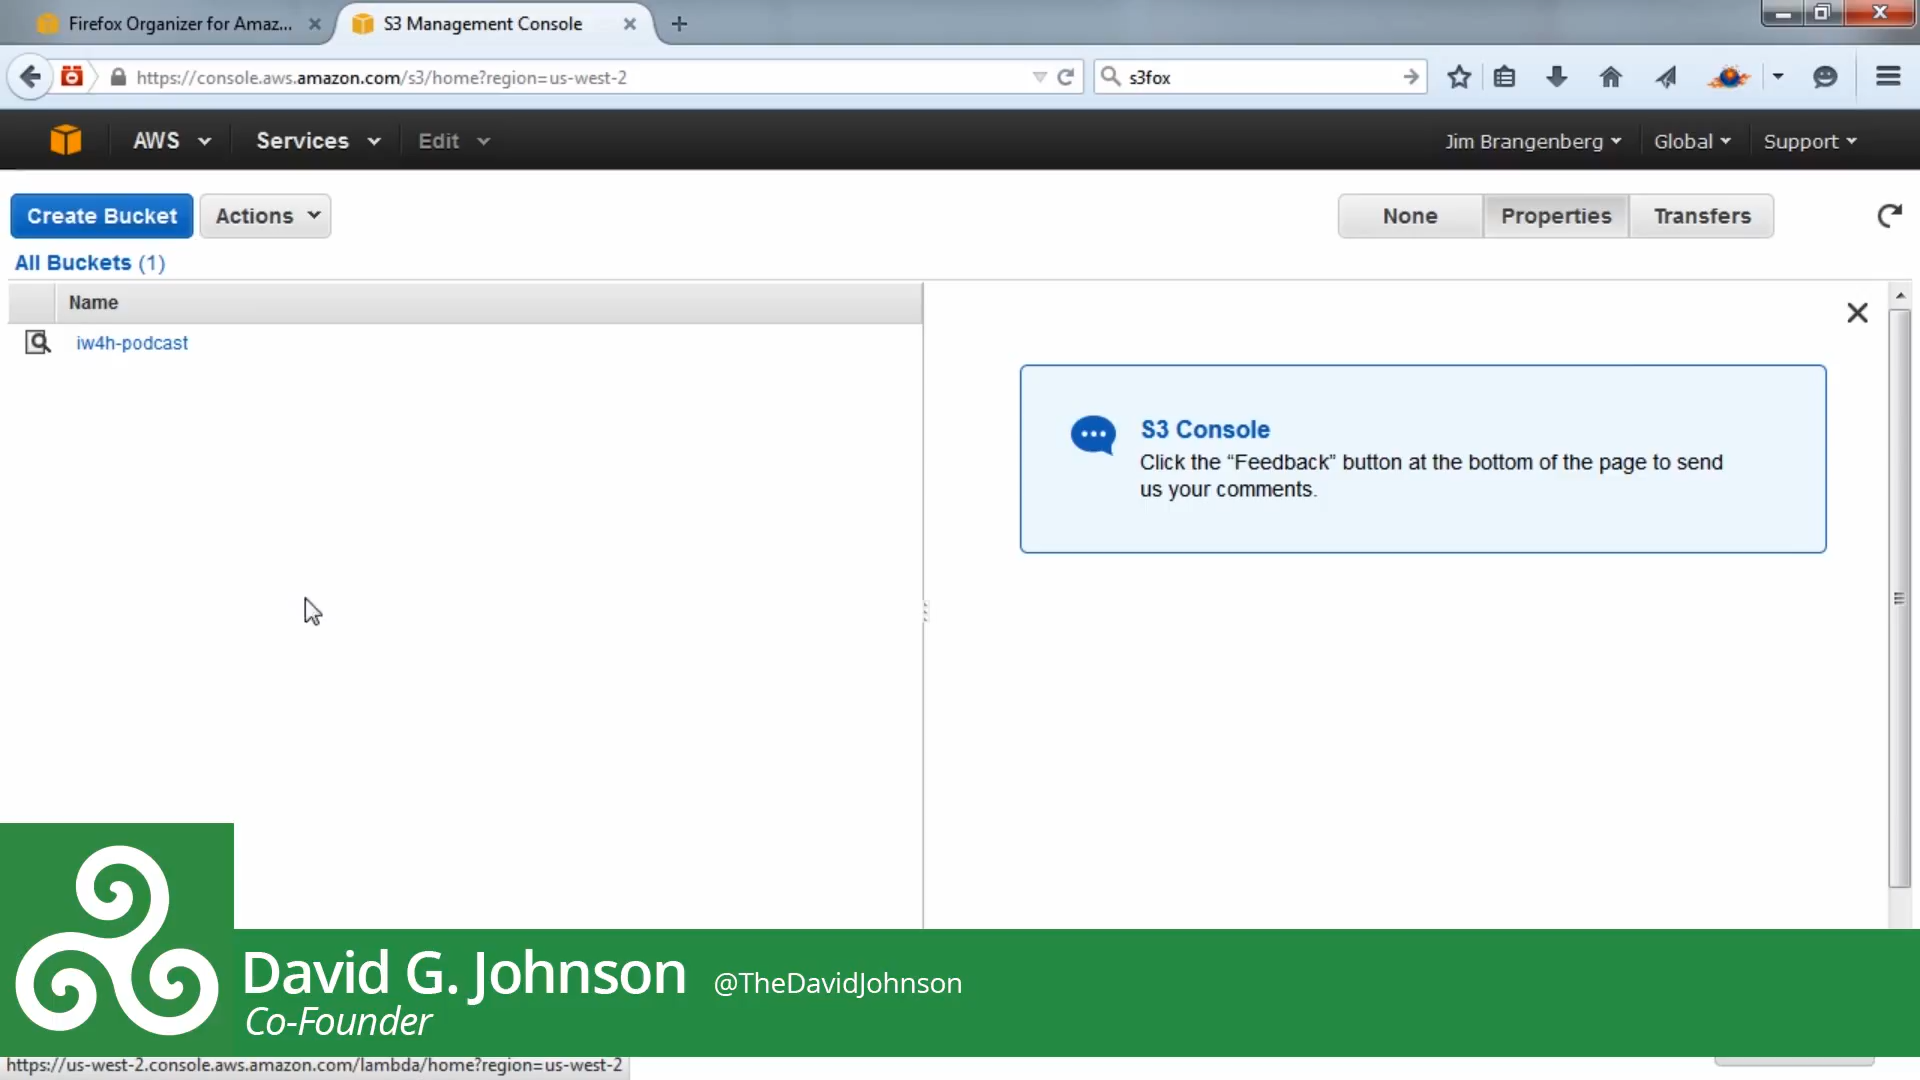 Firefox Organizer for Amaz...
S3 Management Console
https://console.aws.amazon.com/s3/home?region=us-west-2
s3fox
AWS
Services
Edit
Jim Brangenberg
Global
Support
Create Bucket
Actions
None
Properties
Transfers
All Buckets (1)
Name
iw4h-podcast
S3 Console
Click the “Feedback” button at the bottom of the page to send
us your comments.
David G. Johnson @TheDavidJohnson
Co-Founder
https://us-west-2.console.aws.amazon.com/lambda/home?region=us-west-2